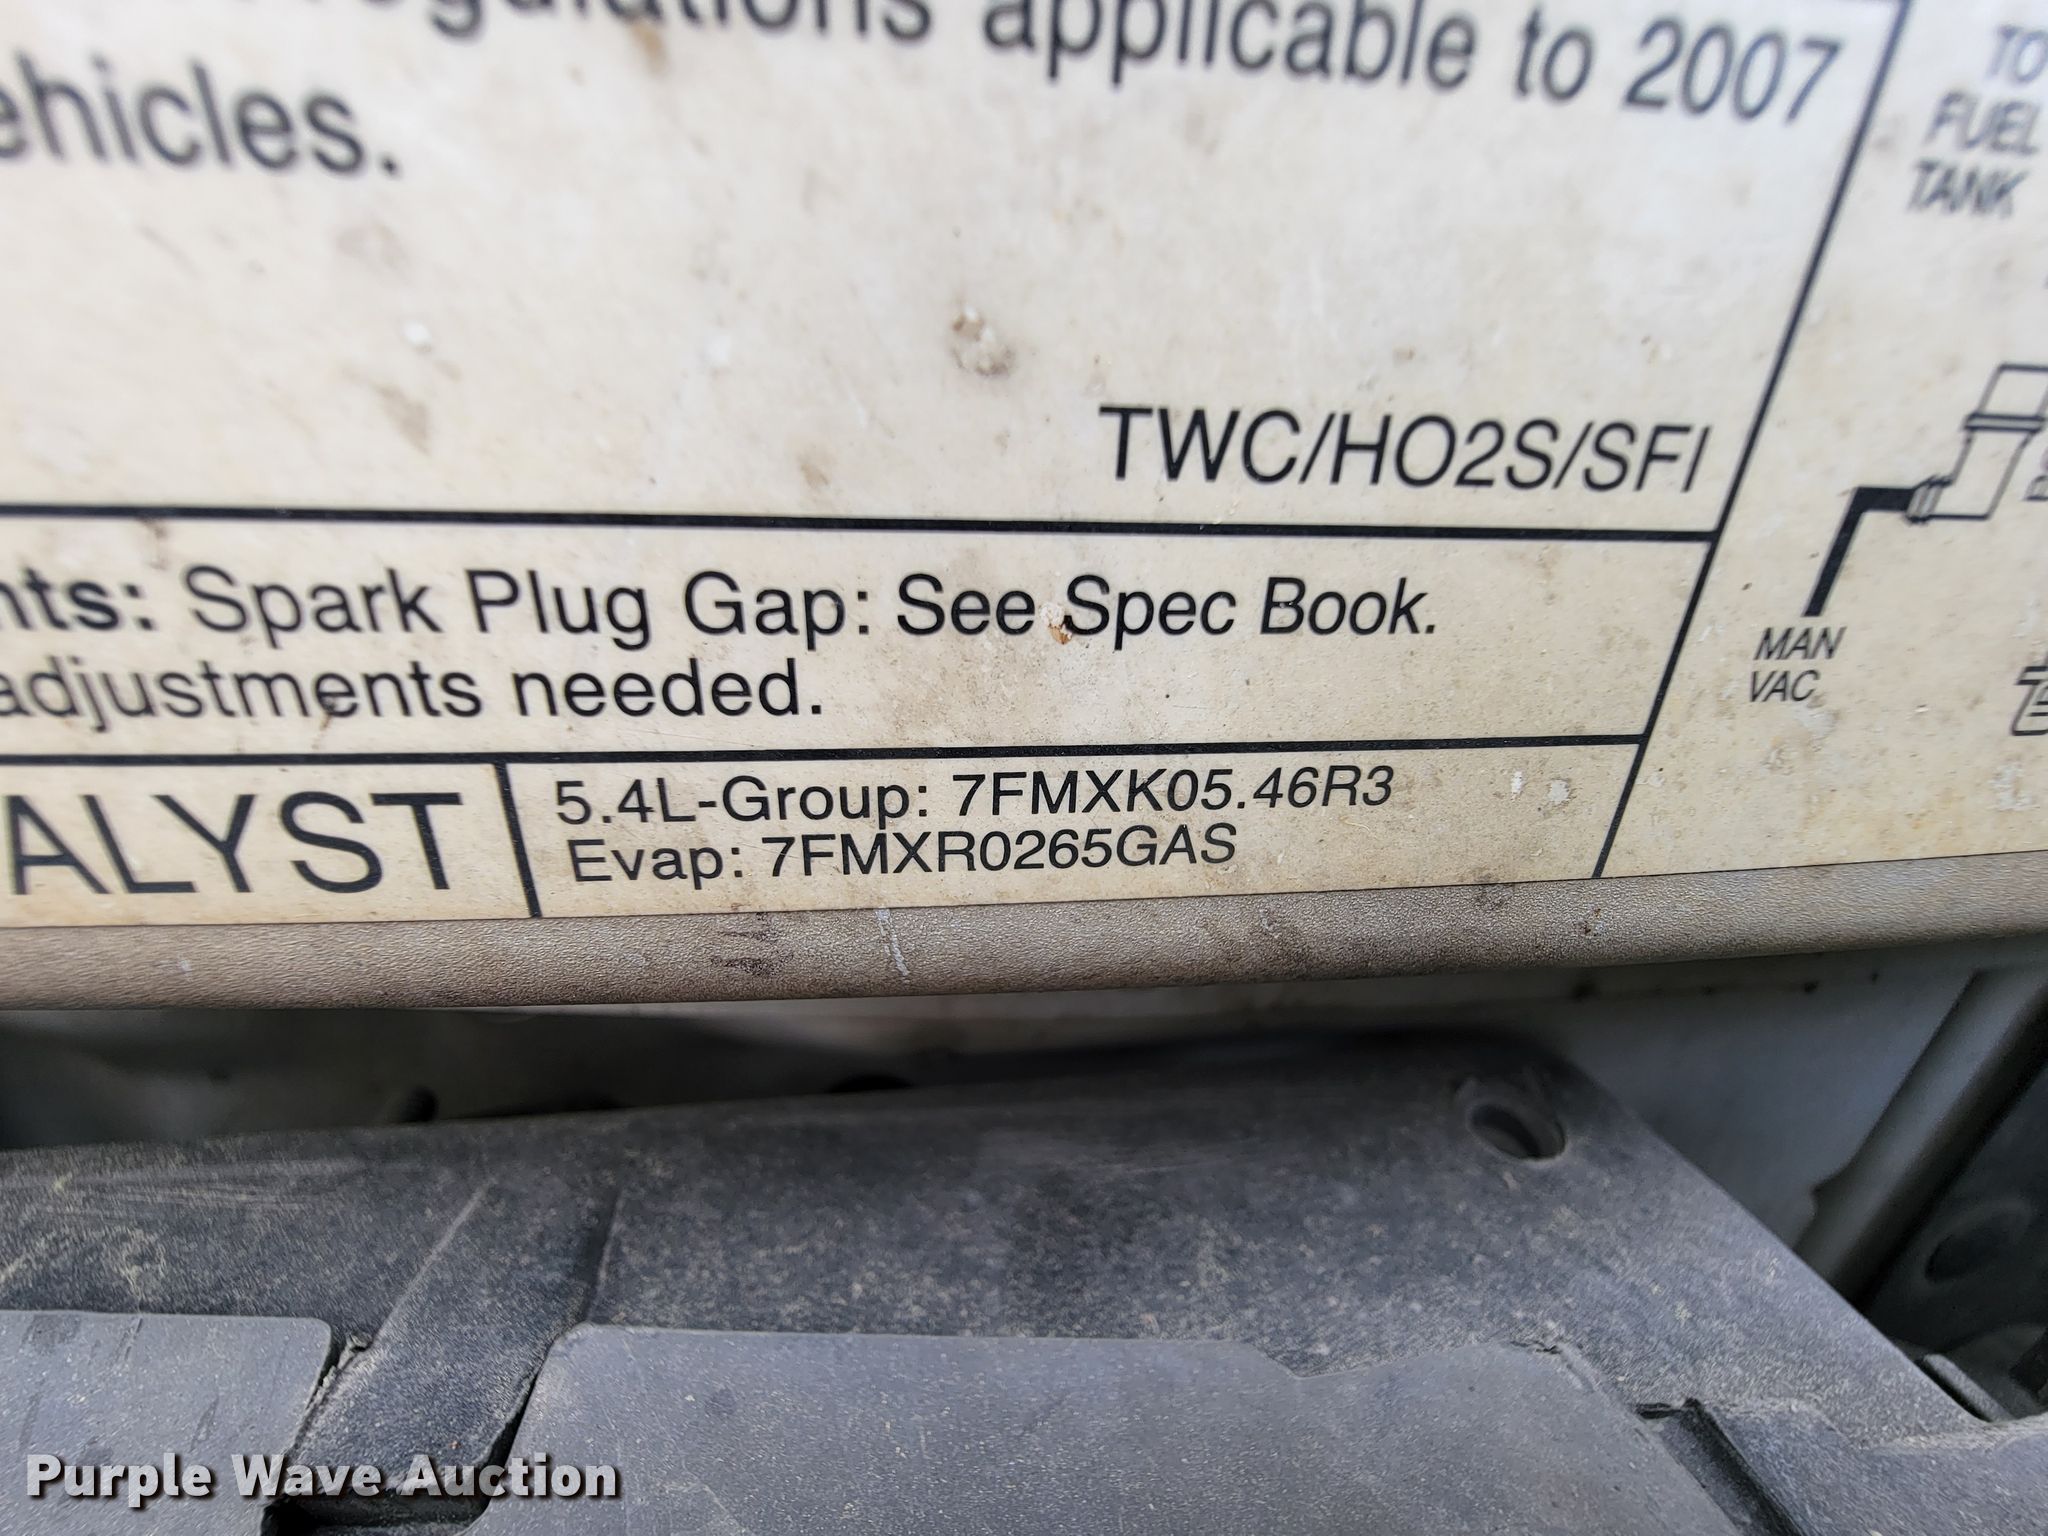 regulations applicable to 2007
ehicles.
TWC/HO2S/SFI
nts: Spark Plug Gap: See Spec Book.
adjustments needed.
ALYST
5.4L-Group: 7FMXK05.46R3
Evap: 7FMXR0265GAS
TO
FUEL
TANK
MAN
VAC
Purple Wave Auction